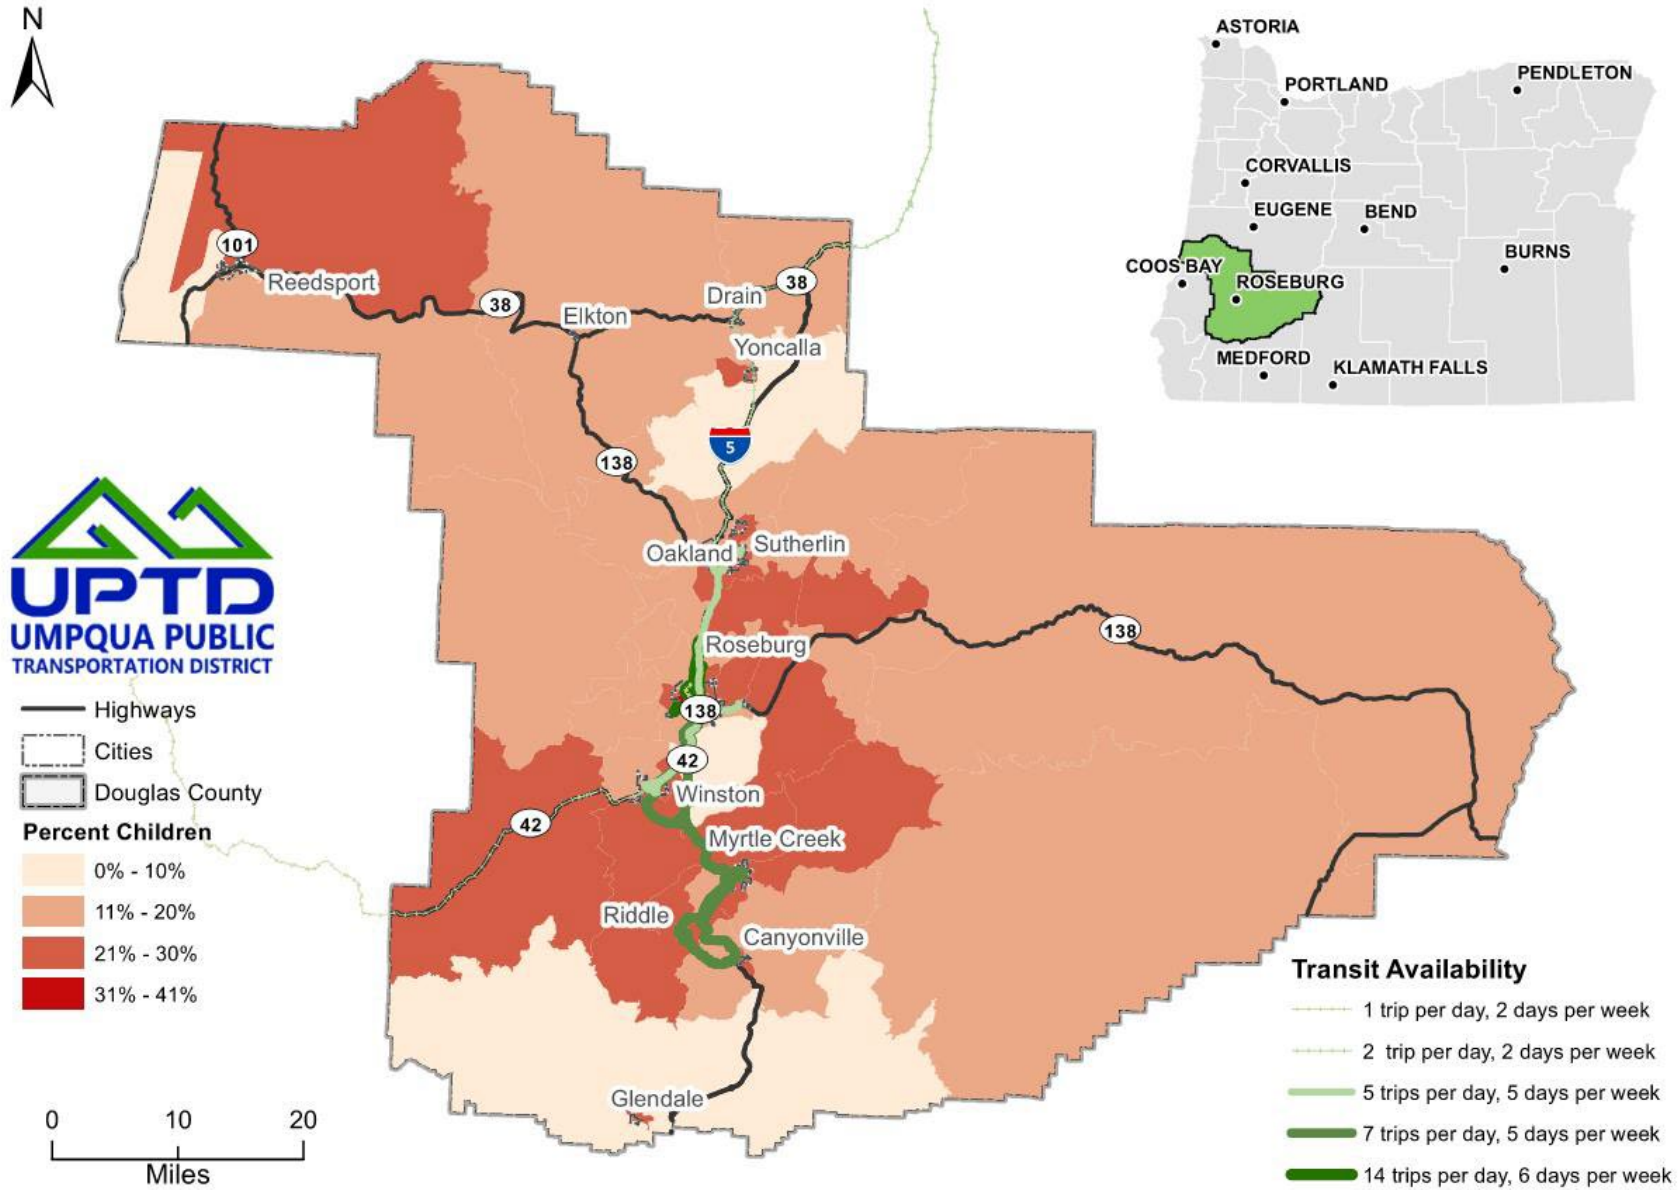 N
ASTORIA
PORTLAND
PENDLETON
CORVALLIS
EUGENE
BEND
BURNS
COOS BAY
ROSEBURG
MEDFORD
KLAMATH FALLS
101
Reedsport
38
Elkton
Drain
38
Yoncalla
5
138
Oakland
Sutherlin
Roseburg
138
138
42
Winston
42
Myrtle Creek
Riddle
Canyonville
Glendale
UPTD
UMPQUA PUBLIC
TRANSPORTATION DISTRICT
Highways
Cities
Douglas County
Percent Children
0% - 10%
11% - 20%
21% - 30%
31% - 41%
0 10 20
Miles
Transit Availability
1 trip per day, 2 days per week
2 trip per day, 2 days per week
5 trips per day, 5 days per week
7 trips per day, 5 days per week
14 trips per day, 6 days per week